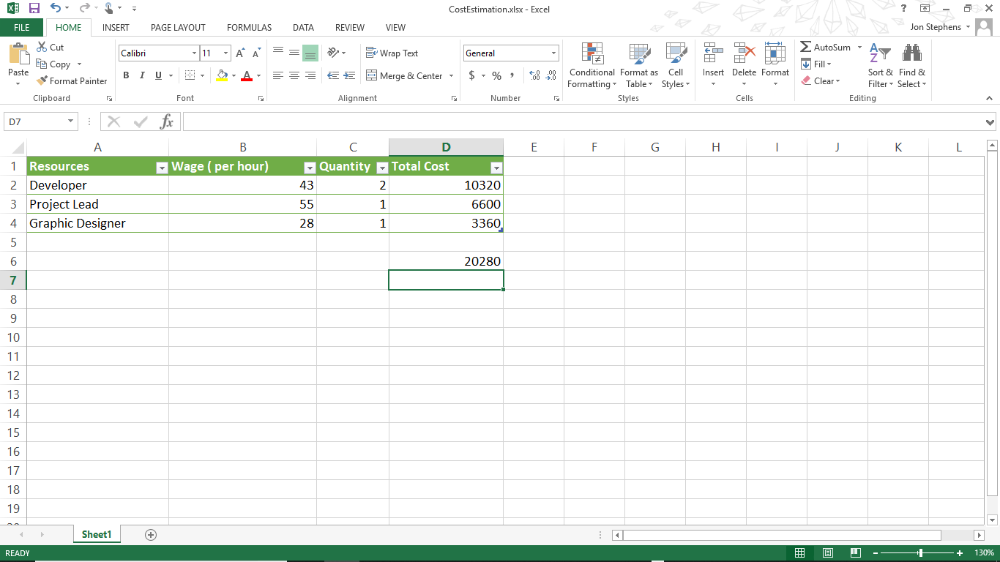 CostEstimation.xlsx - Excel
?
Jon Stephens
FILE HOME INSERT PAGE LAYOUT FORMULAS DATA REVIEW VIEW
Paste
Cut
Copy
Format Painter
Clipboard
Calibri 11
A A
B I U A
Font
Wrap Text
Merge & Center
Alignment
General
$ % ,
.00 .0
Number
Conditional Formatting
Format as Table
Cell Styles
Styles
Insert
Delete
Format
Cells
AutoSum
Fill
Clear
Sort & Filter
Find & Select
Editing
D7 fx
A B C D E F G H I J K L
1 Resources Wage ( per hour) Quantity Total Cost
2 Developer 43 2 10320
3 Project Lead 55 1 6600
4 Graphic Designer 28 1 3360
5
6 20280
7
8
9
10
11
12
13
14
15
16
17
18
19
Sheet1
READY 130%